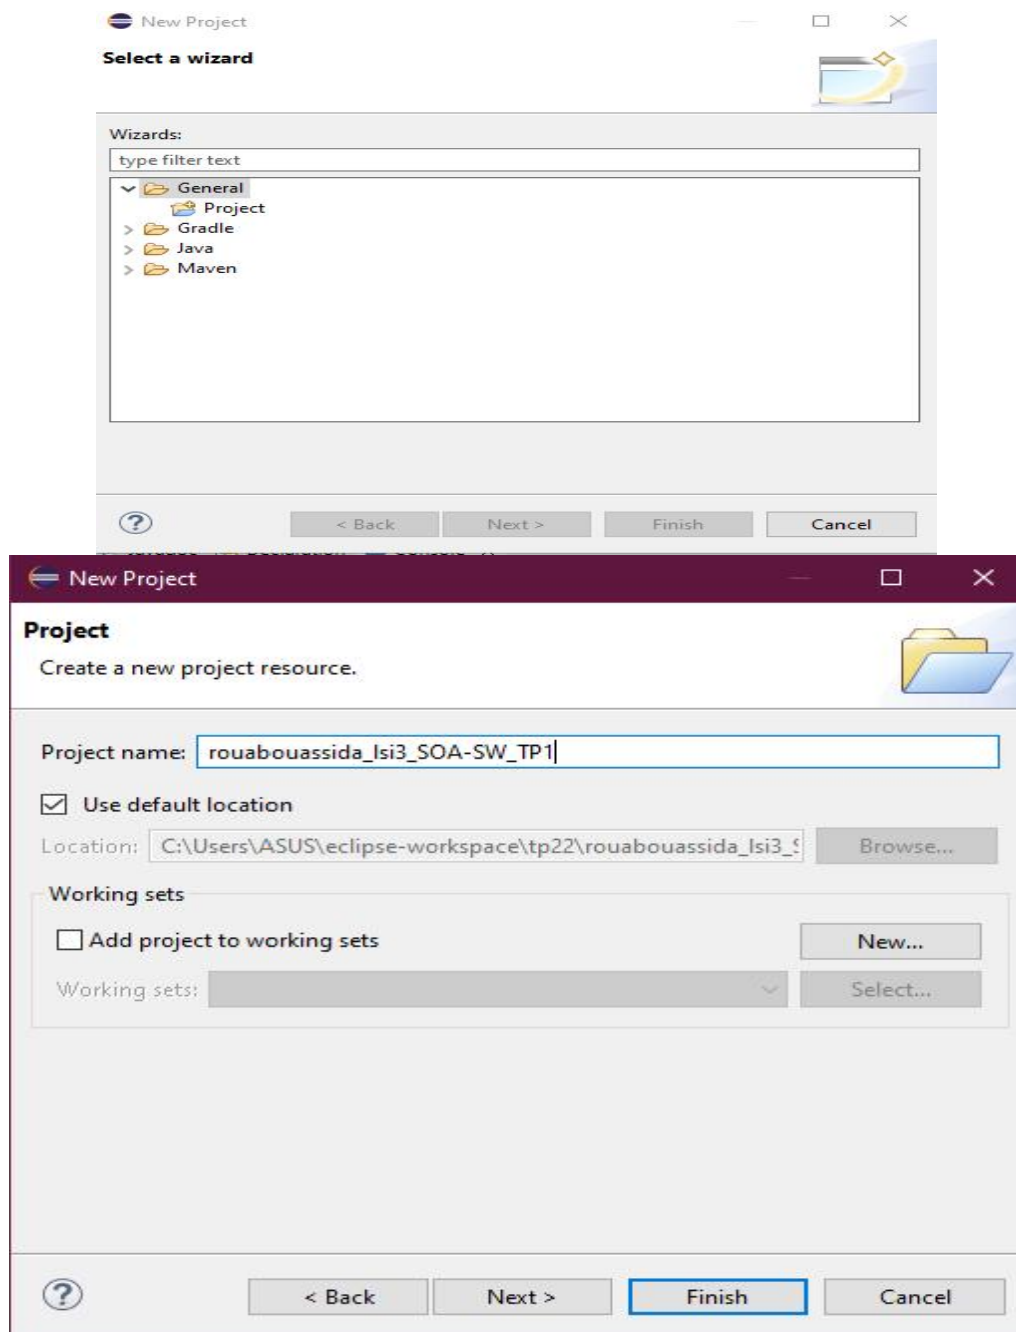 New Project
Select a wizard
Wizards:
type filter text
General
Project
Gradle
Java
Maven
< Back Next > Finish Cancel
New Project
Project
Create a new project resource.
Project name: rouabouassida_lsi3_SOA-SW_TP1
Use default location
Location: C:\Users\ASUS\eclipse-workspace\tp22\rouabouassida_lsi3_S Browse...
Working sets
Add project to working sets New...
Working sets: Select...
< Back Next > Finish Cancel